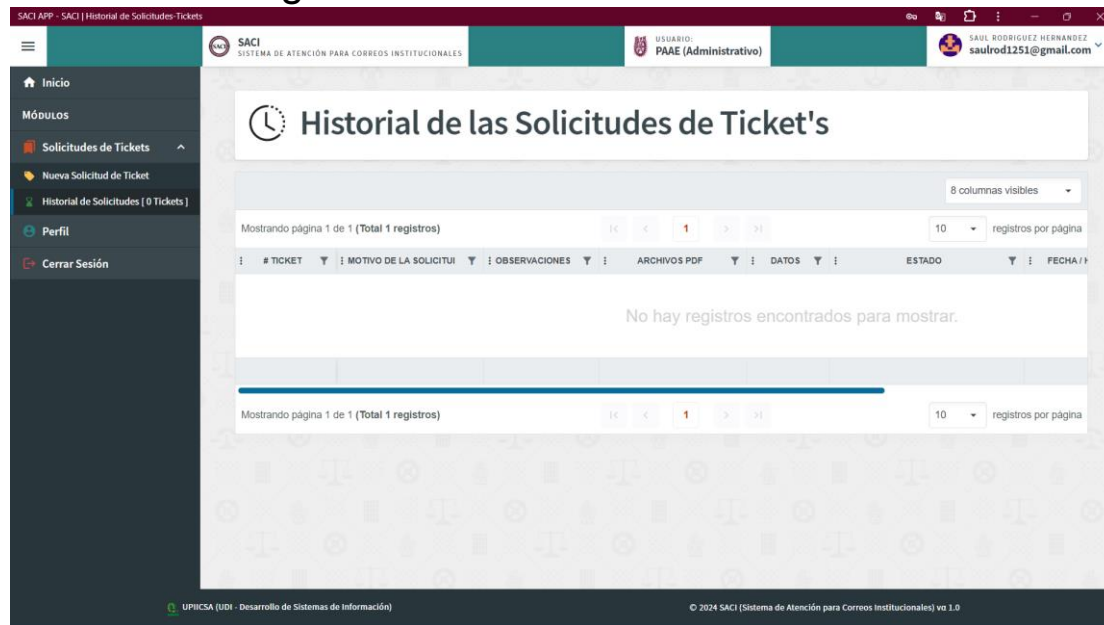 SACI APP - SACI | Historial de Solicitudes-Tickets
SACI
SISTEMA DE ATENCIÓN PARA CORREOS INSTITUCIONALES
USUARIO:
PAAE (Administrativo)
SAUL RODRIGUEZ HERNANDEZ
saulrod1251@gmail.com
Inicio
MÓDULOS
Solicitudes de Tickets
Nueva Solicitud de Ticket
Historial de Solicitudes [ 0 Tickets ]
Perfil
Cerrar Sesión
Historial de las Solicitudes de Ticket's
8 columnas visibles
Mostrando página 1 de 1 (Total 1 registros) 1 10 registros por página
# TICKET MOTIVO DE LA SOLICITUI OBSERVACIONES ARCHIVOS PDF DATOS ESTADO FECHA / H
No hay registros encontrados para mostrar.
Mostrando página 1 de 1 (Total 1 registros) 1 10 registros por página
UPIICSA (UDI - Desarrollo de Sistemas de Información) © 2024 SACI (Sistema de Atención para Correos Institucionales) vα 1.0